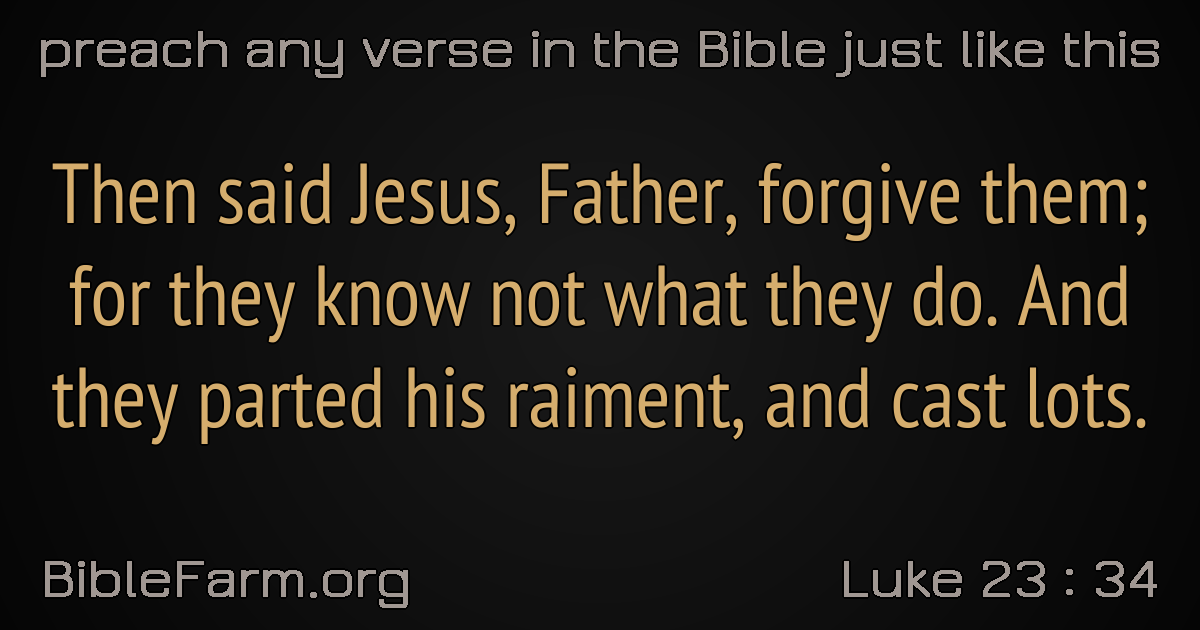 preach any verse in the Bible just like this
Then said Jesus, Father, forgive them;
for they know not what they do. And
they parted his raiment, and cast lots.
BibleFarm.org
Luke 23 : 34